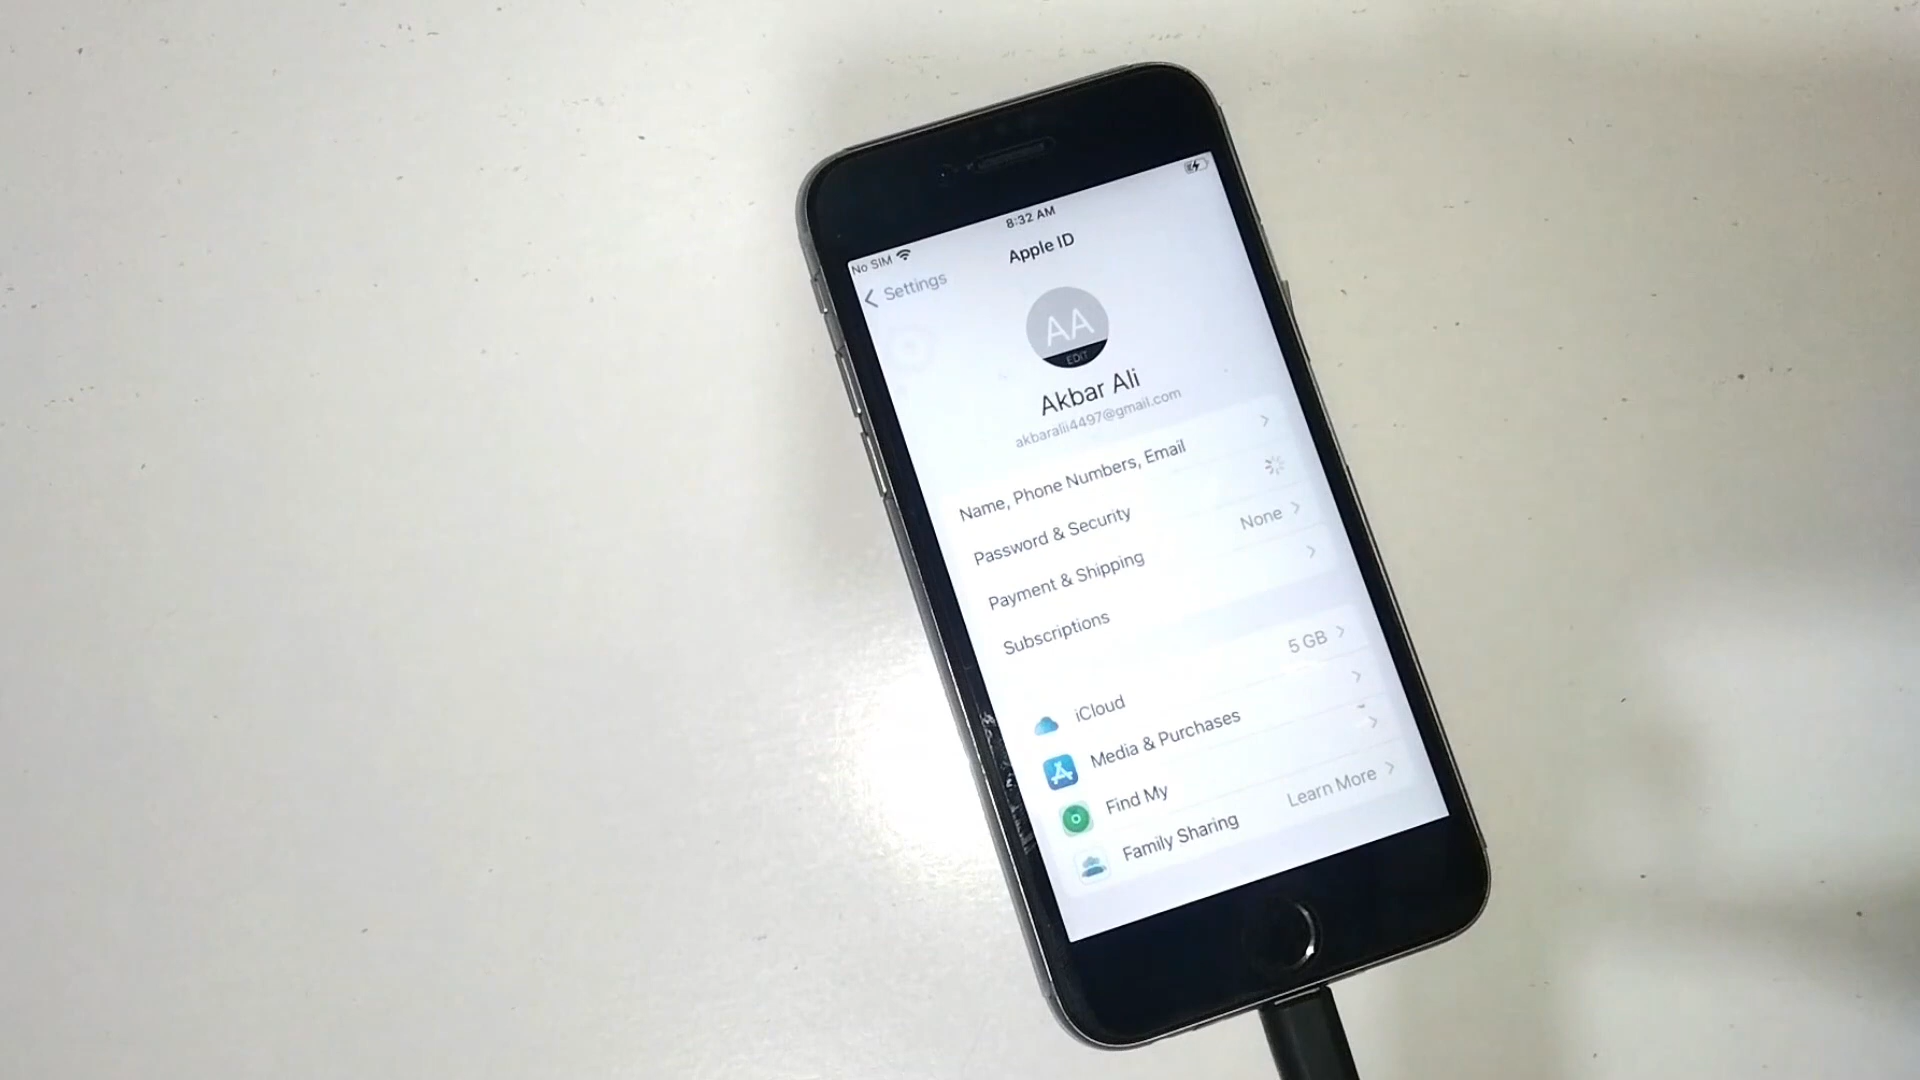 No SIM 8:32 AM
Settings Apple ID
AA
EDIT
Akbar Ali
akbaralii4497@gmail.com
Name, Phone Numbers, Email
Password & Security
Payment & Shipping None
Subscriptions
iCloud 5 GB
Media & Purchases
Find My
Family Sharing Learn More